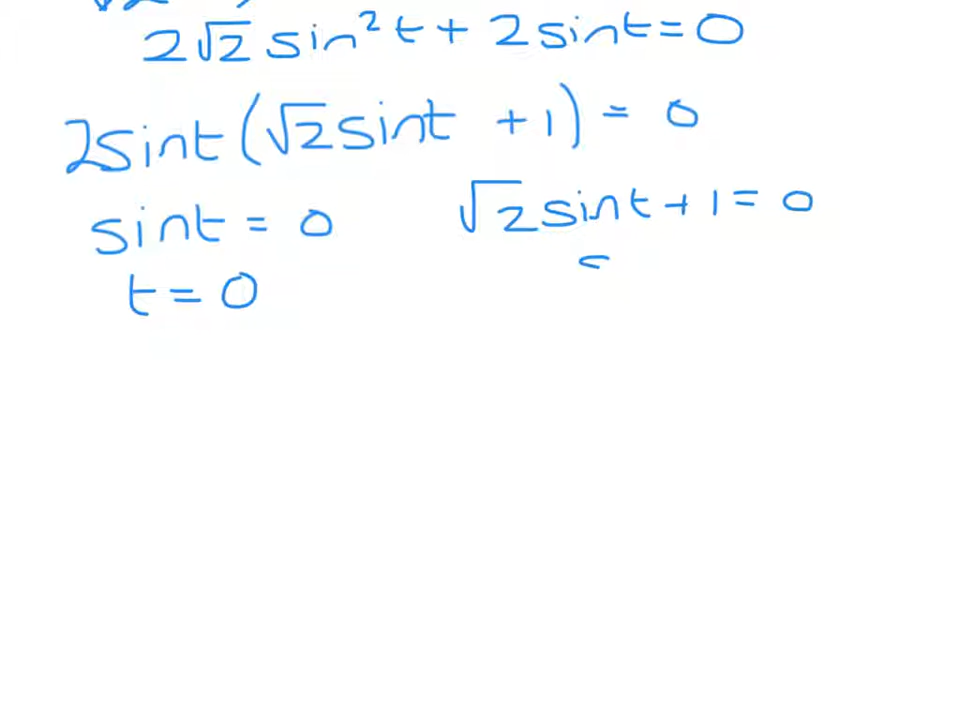 2√2 sin²t + 2sint = 0
2sint(√2sint + 1) = 0
sint = 0 √2sint + 1 = 0
t = 0